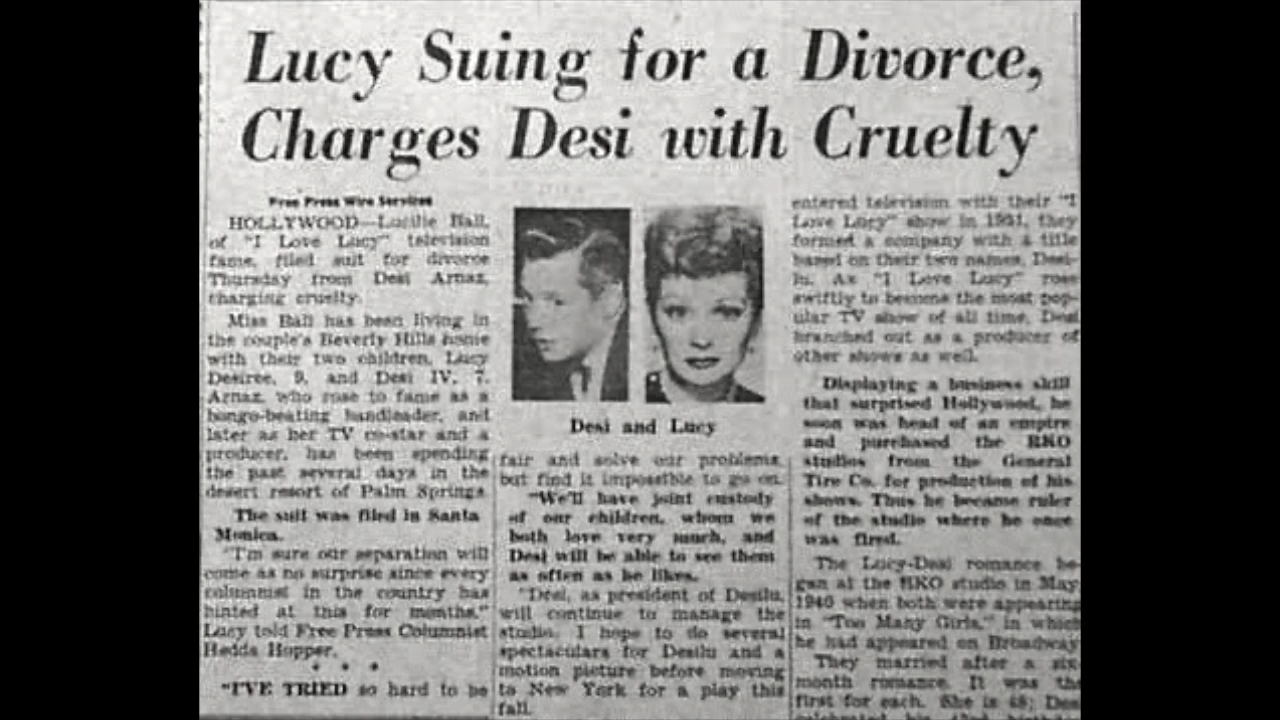 Lucy Suing for a Divorce,
Charges Desi with Cruelty
Free Press Wire Services
HOLLYWOOD—Lucille Ball,
of "I Love Lucy" television
fame, filed suit for divorce
Thursday from Desi Arnaz,
charging cruelty.
Miss Ball has been living in
the couple's Beverly Hills home
with their two children, Lucy
Desiree, 9, and Desi IV, 7.
Arnaz, who rose to fame as a
bongo-beating bandleader, and
later as her TV co-star and a
producer, has been spending
the past several days in the
desert resort of Palm Springs.
The suit was filed in Santa
Monica.
"I'm sure our separation will
come as no surprise since every
columnist in the country has
hinted at this for months,"
Lucy told Free Press Columnist
Hedda Hopper.
* * *
"I'VE TRIED so hard to be
Desi and Lucy
fair and solve our problems,
but find it impossible to go on.
"We'll have joint custody
of our children, whom we
both love very much, and
Desi will be able to see them
as often as he likes.
"Desi, as president of Desilu,
will continue to manage the
studio. I hope to do several
spectaculars for Desilu and a
motion picture before moving
to New York for a play this
fall.
entered television with their "I
Love Lucy" show in 1951, they
formed a company with a title
based on their two names, Desi-
lu. As "I Love Lucy" rose
swiftly to become the most pop-
ular TV show of all time, Desi
branched out as a producer of
other shows as well.
Displaying a business skill
that surprised Hollywood, he
soon was head of an empire
and purchased the RKO
studios from the General
Tire Co. for production of his
shows. Thus he became ruler
of the studio where he once
was fired.
The Lucy-Desi romance be-
gan at the RKO studio in May,
1940 when both were appearing
in "Too Many Girls," in which
he had appeared on Broadway.
They married after a six-
month romance. It was the
first for each. She is 48; Desi